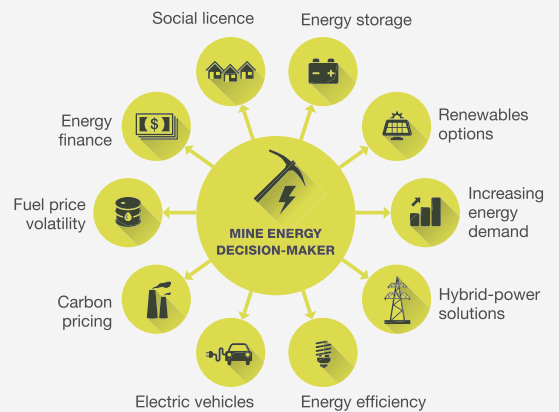 Social licence
Energy storage
Energy
finance
Renewables
options
Fuel price
volatility
Increasing
energy
demand
MINE ENERGY
DECISION-MAKER
Carbon
pricing
Hybrid-power
solutions
Electric vehicles
Energy efficiency
$